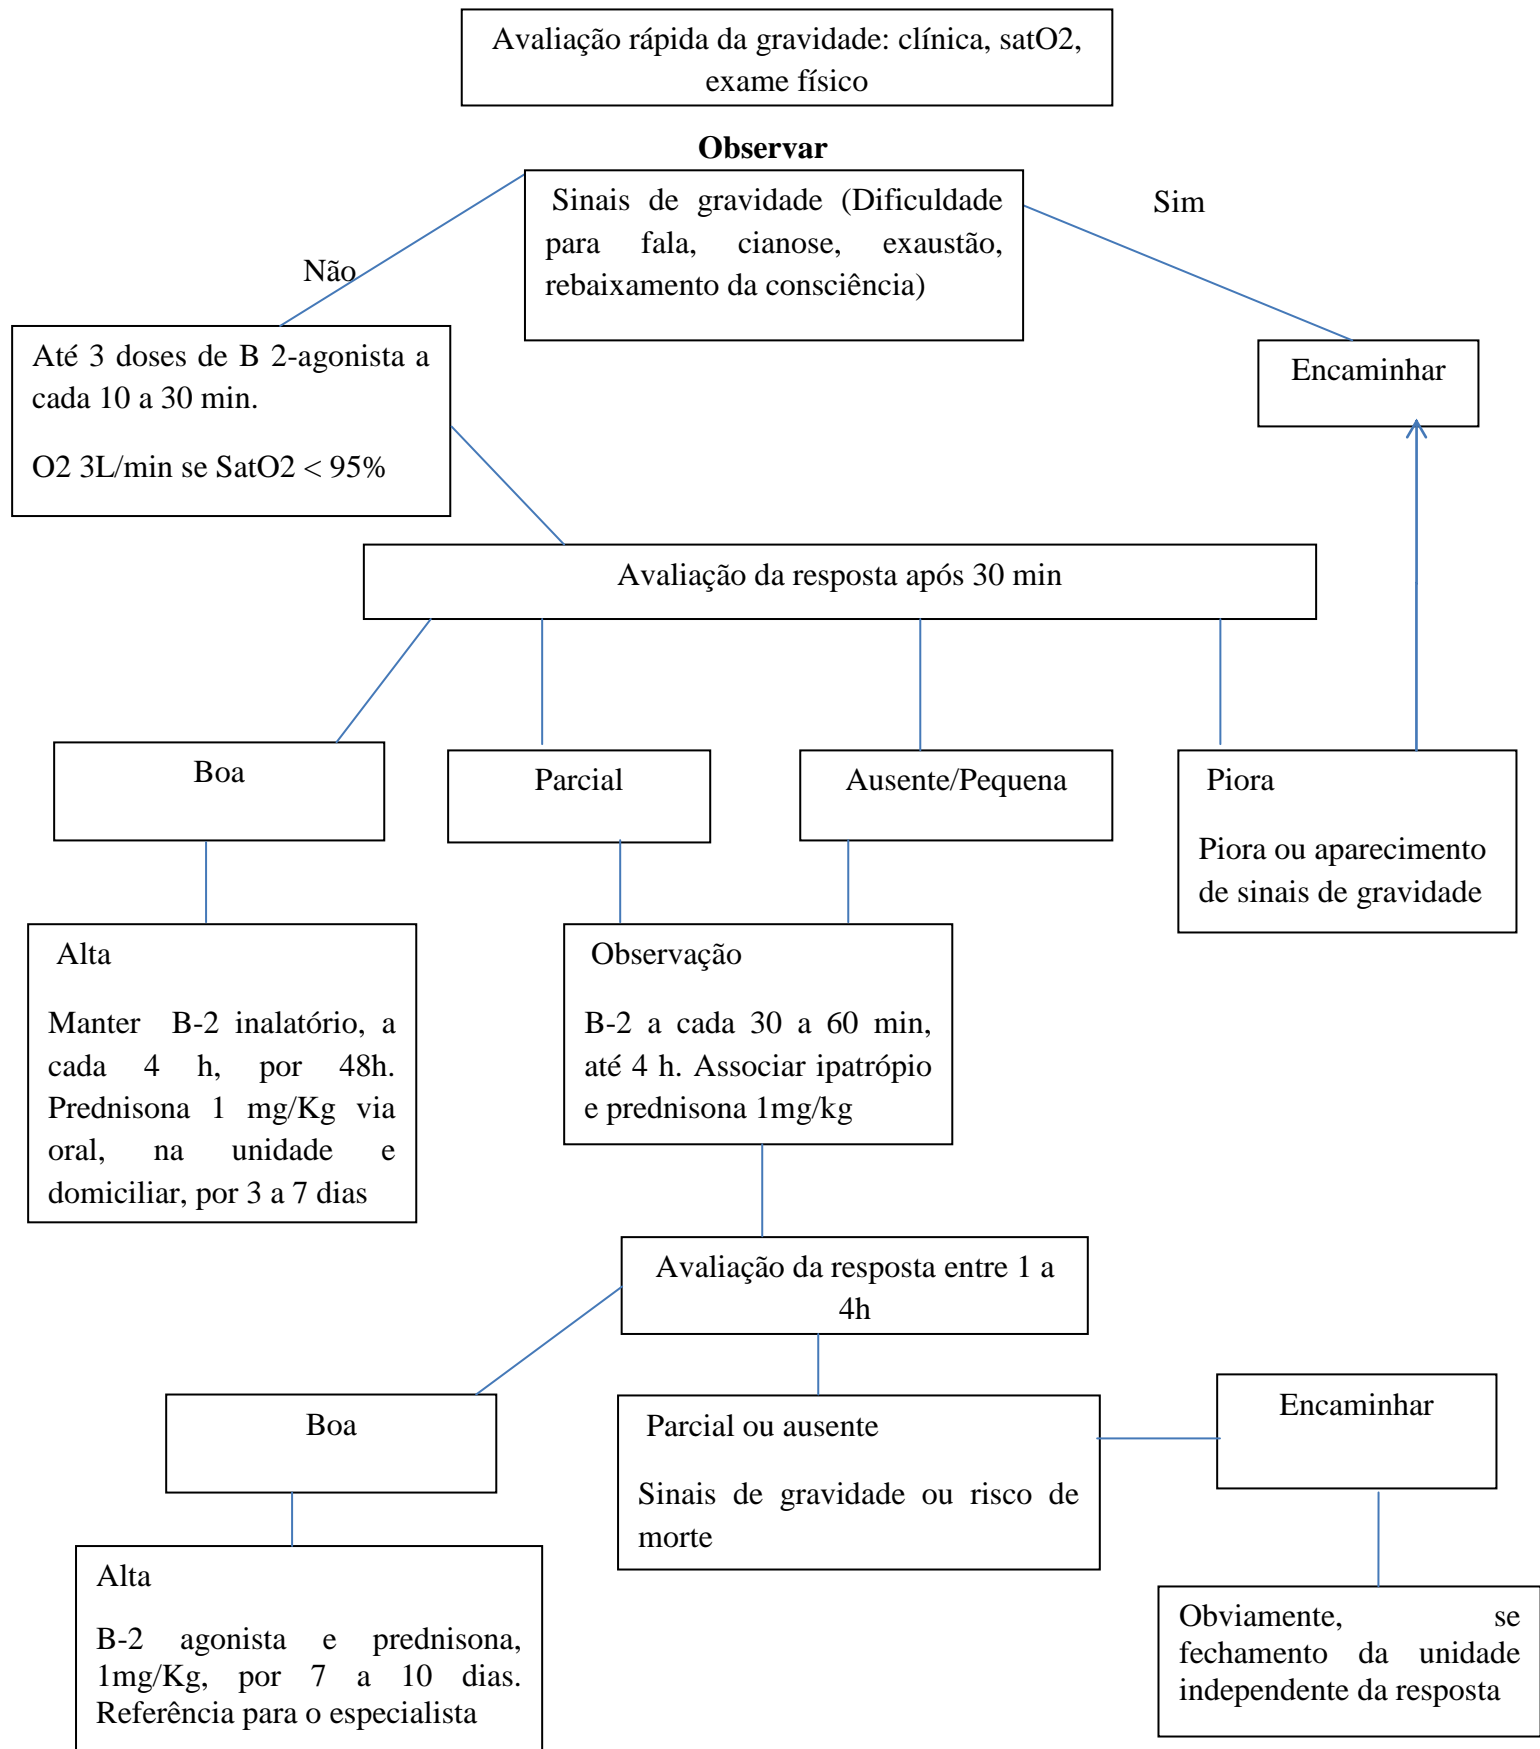 Avaliação rápida da gravidade: clínica, satO2,
exame físico
Observar
Sinais de gravidade (Dificuldade
para fala, cianose, exaustão,
rebaixamento da consciência)
Sim
Não
Até 3 doses de B 2-agonista a
cada 10 a 30 min.
O2 3L/min se SatO2 < 95%
Encaminhar
Avaliação da resposta após 30 min
Boa
Parcial
Ausente/Pequena
Piora
Piora ou aparecimento
de sinais de gravidade
Alta
Manter B-2 inalatório, a
cada 4 h, por 48h.
Prednisona 1 mg/Kg via
oral, na unidade e
domiciliar, por 3 a 7 dias
Observação
B-2 a cada 30 a 60 min,
até 4 h. Associar ipatrópio
e prednisona 1mg/kg
Avaliação da resposta entre 1 a
4h
Boa
Parcial ou ausente
Sinais de gravidade ou risco de
morte
Encaminhar
Alta
B-2 agonista e prednisona,
1mg/Kg, por 7 a 10 dias.
Referência para o especialista
Obviamente, se
fechamento da unidade
independente da resposta